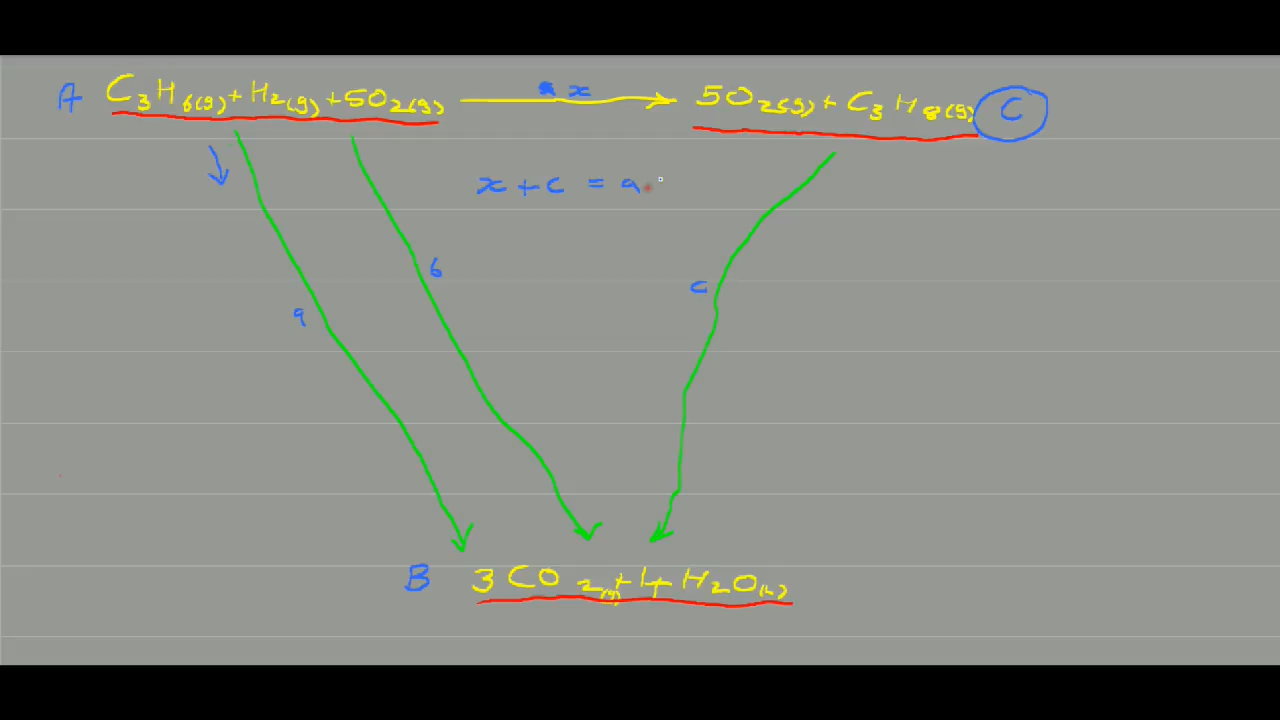 A C₃H₆(g) + H₂(g) + 5O₂(g) x 5O₂(g) + C₃H₈(g) C
x + c = a
b
c
a
B 3CO₂(g) + 4H₂O(L)